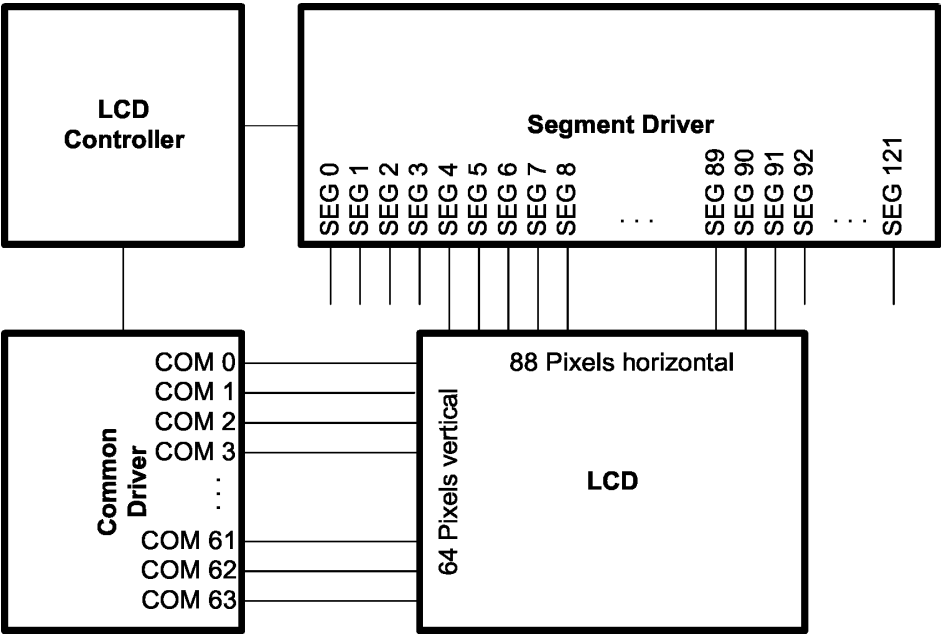 LCD
Controller
Segment Driver
SEG 0
SEG 1
SEG 2
SEG 3
SEG 4
SEG 5
SEG 6
SEG 7
SEG 8
. . .
SEG 89
SEG 90
SEG 91
SEG 92
. . .
SEG 121
Common
Driver
COM 0
COM 1
COM 2
COM 3
. . .
COM 61
COM 62
COM 63
88 Pixels horizontal
64 Pixels vertical
LCD